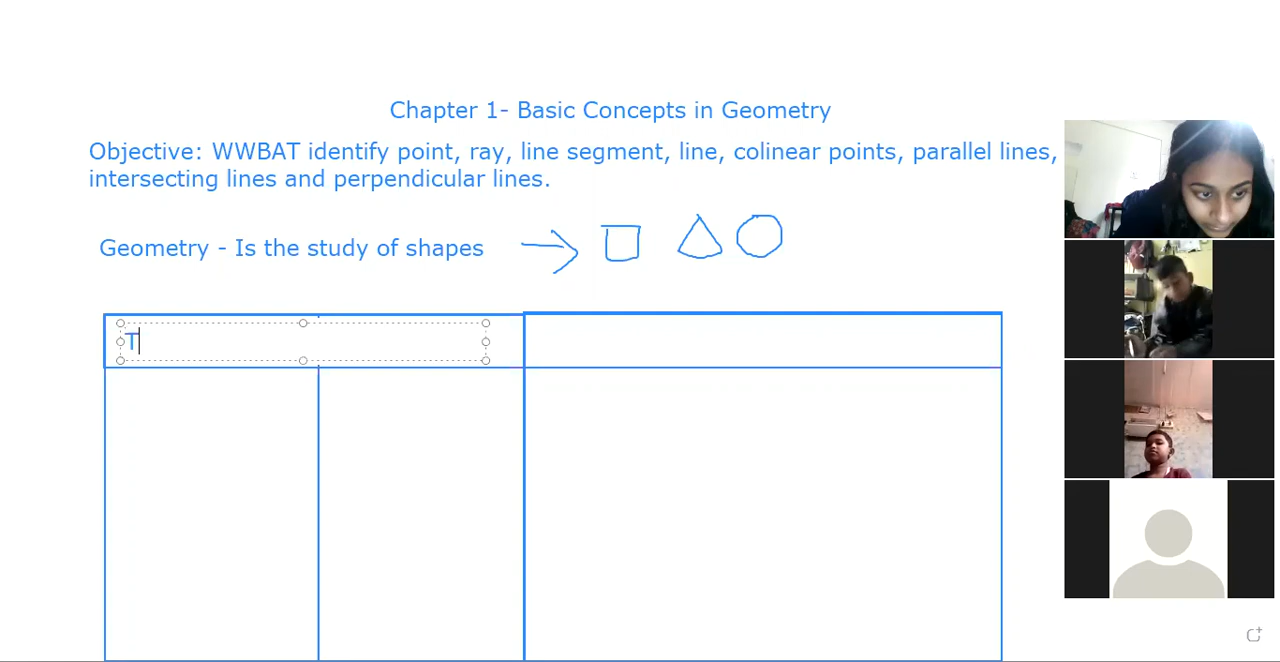 Chapter 1- Basic Concepts in Geometry
Objective: WWBAT identify point, ray, line segment, line, colinear points, parallel lines,
intersecting lines and perpendicular lines.
Geometry - Is the study of shapes
T